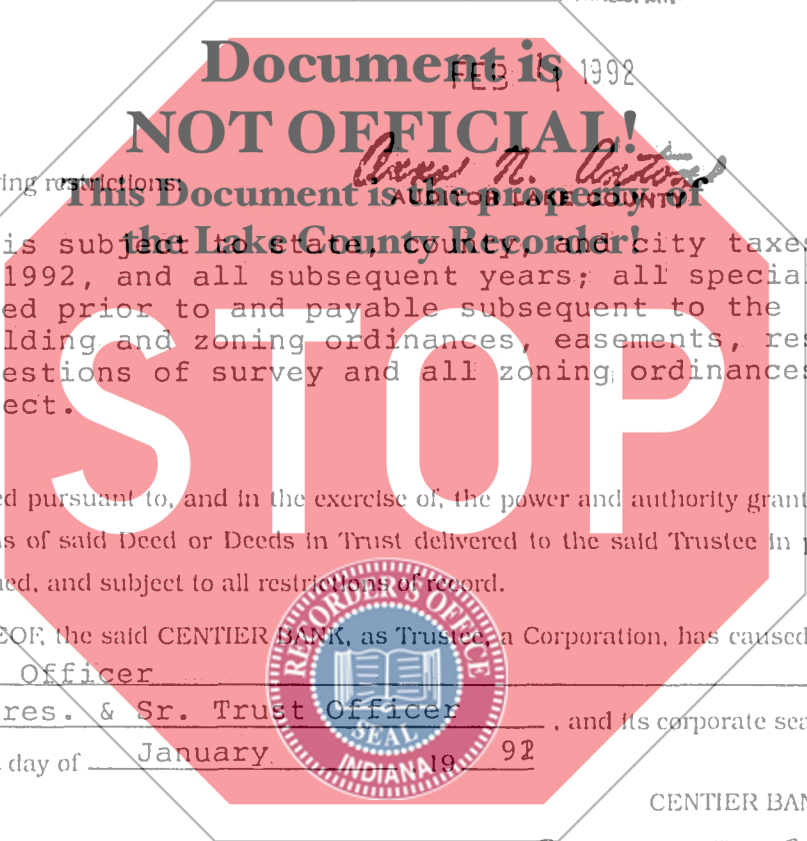 Document is
FEB 1992
NOT OFFICIAL!
Anna N. Anton
ing restrictions:
This Document is the property of
AUDITOR LAKE COUNTY
the Lake County Recorder!
is subject to state, county, and city taxes
1992, and all subsequent years; all special
ed prior to and payable subsequent to the
lding and zoning ordinances, easements, res
estions of survey and all zoning ordinances
ect.
STOP
ed pursuant to, and in the exercise of, the power and authority grant
s of said Deed or Deeds in Trust delivered to the said Trustee in p
ned, and subject to all restrictions of record.
RECORDER'S OFFICE
EOF, the said CENTIER BANK, as Trustee, a Corporation, has caused
Officer
res. & Sr. Trust Officer , and its corporate sea
SEAL
day of January 19 92
INDIANA
CENTIER BAN